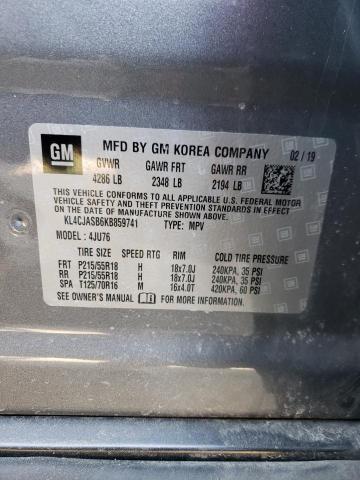 GM
MFD BY GM KOREA COMPANY 02/19
GVWR GAWR FRT GAWR RR
4286 LB 2348 LB 2194 LB
THIS VEHICLE CONFORMS TO ALL APPLICABLE U.S. FEDERAL MOTOR
VEHICLE SAFETY, BUMPER, AND THEFT PREVENTION STANDARDS IN EFFECT
ON THE DATE OF MANUFACTURE SHOWN ABOVE.
KL4CJASB6KB859741 TYPE: MPV
MODEL: 4JU76
TIRE SIZE SPEED RTG RIM COLD TIRE PRESSURE
FRT P215/55R18 H 18x7.0J 240KPA, 35 PSI
RR P215/55R18 H 18x7.0J 240KPA, 35 PSI
SPA T125/70R16 M 16x4.0T 420KPA, 60 PSI
SEE OWNER'S MANUAL FOR MORE INFORMATION.